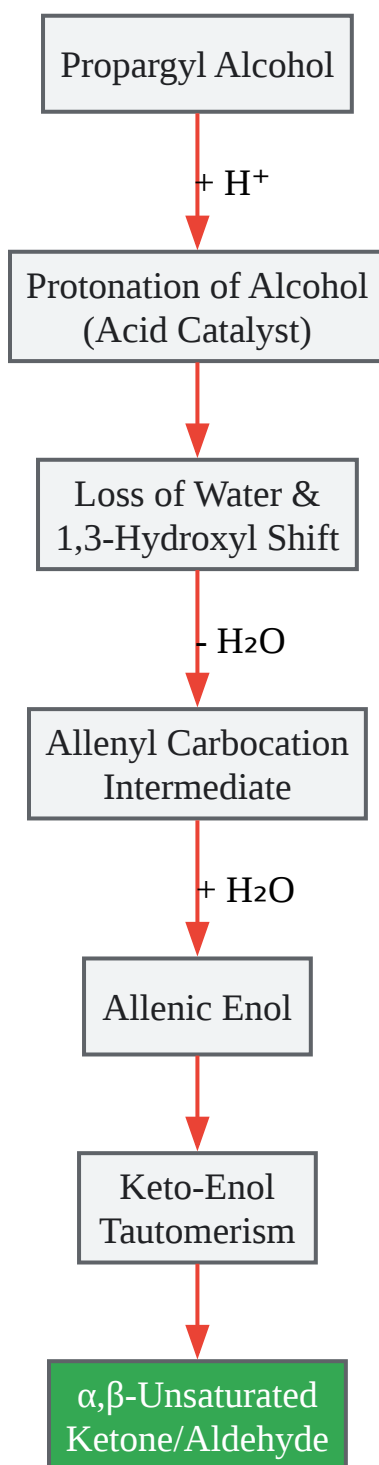 Propargyl Alcohol
+ H⁺
Protonation of Alcohol
(Acid Catalyst)
Loss of Water &
1,3-Hydroxyl Shift
- H₂O
Allenyl Carbocation
Intermediate
+ H₂O
Allenic Enol
Keto-Enol
Tautomerism
α,β-Unsaturated
Ketone/Aldehyde